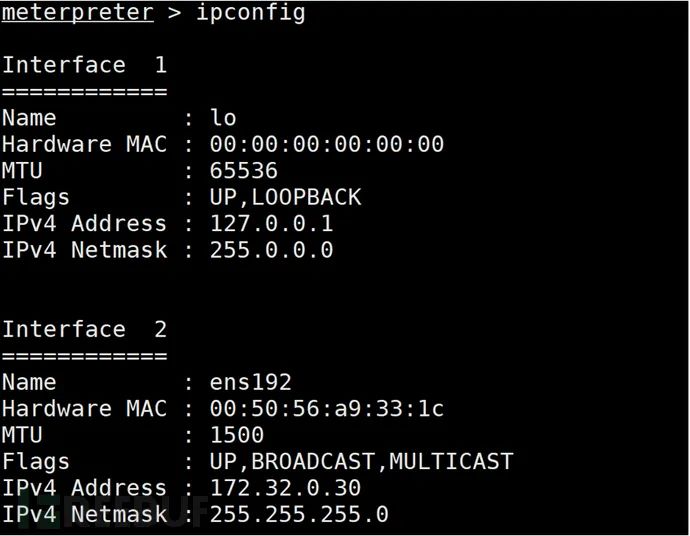 meterpreter > ipconfig
Interface  1
============
Name         : lo
Hardware MAC : 00:00:00:00:00:00
MTU          : 65536
Flags        : UP,LOOPBACK
IPv4 Address : 127.0.0.1
IPv4 Netmask : 255.0.0.0
Interface  2
============
Name         : ens192
Hardware MAC : 00:50:56:a9:33:1c
MTU          : 1500
Flags        : UP,BROADCAST,MULTICAST
IPv4 Address : 172.32.0.30
IPv4 Netmask : 255.255.255.0
REEBUF